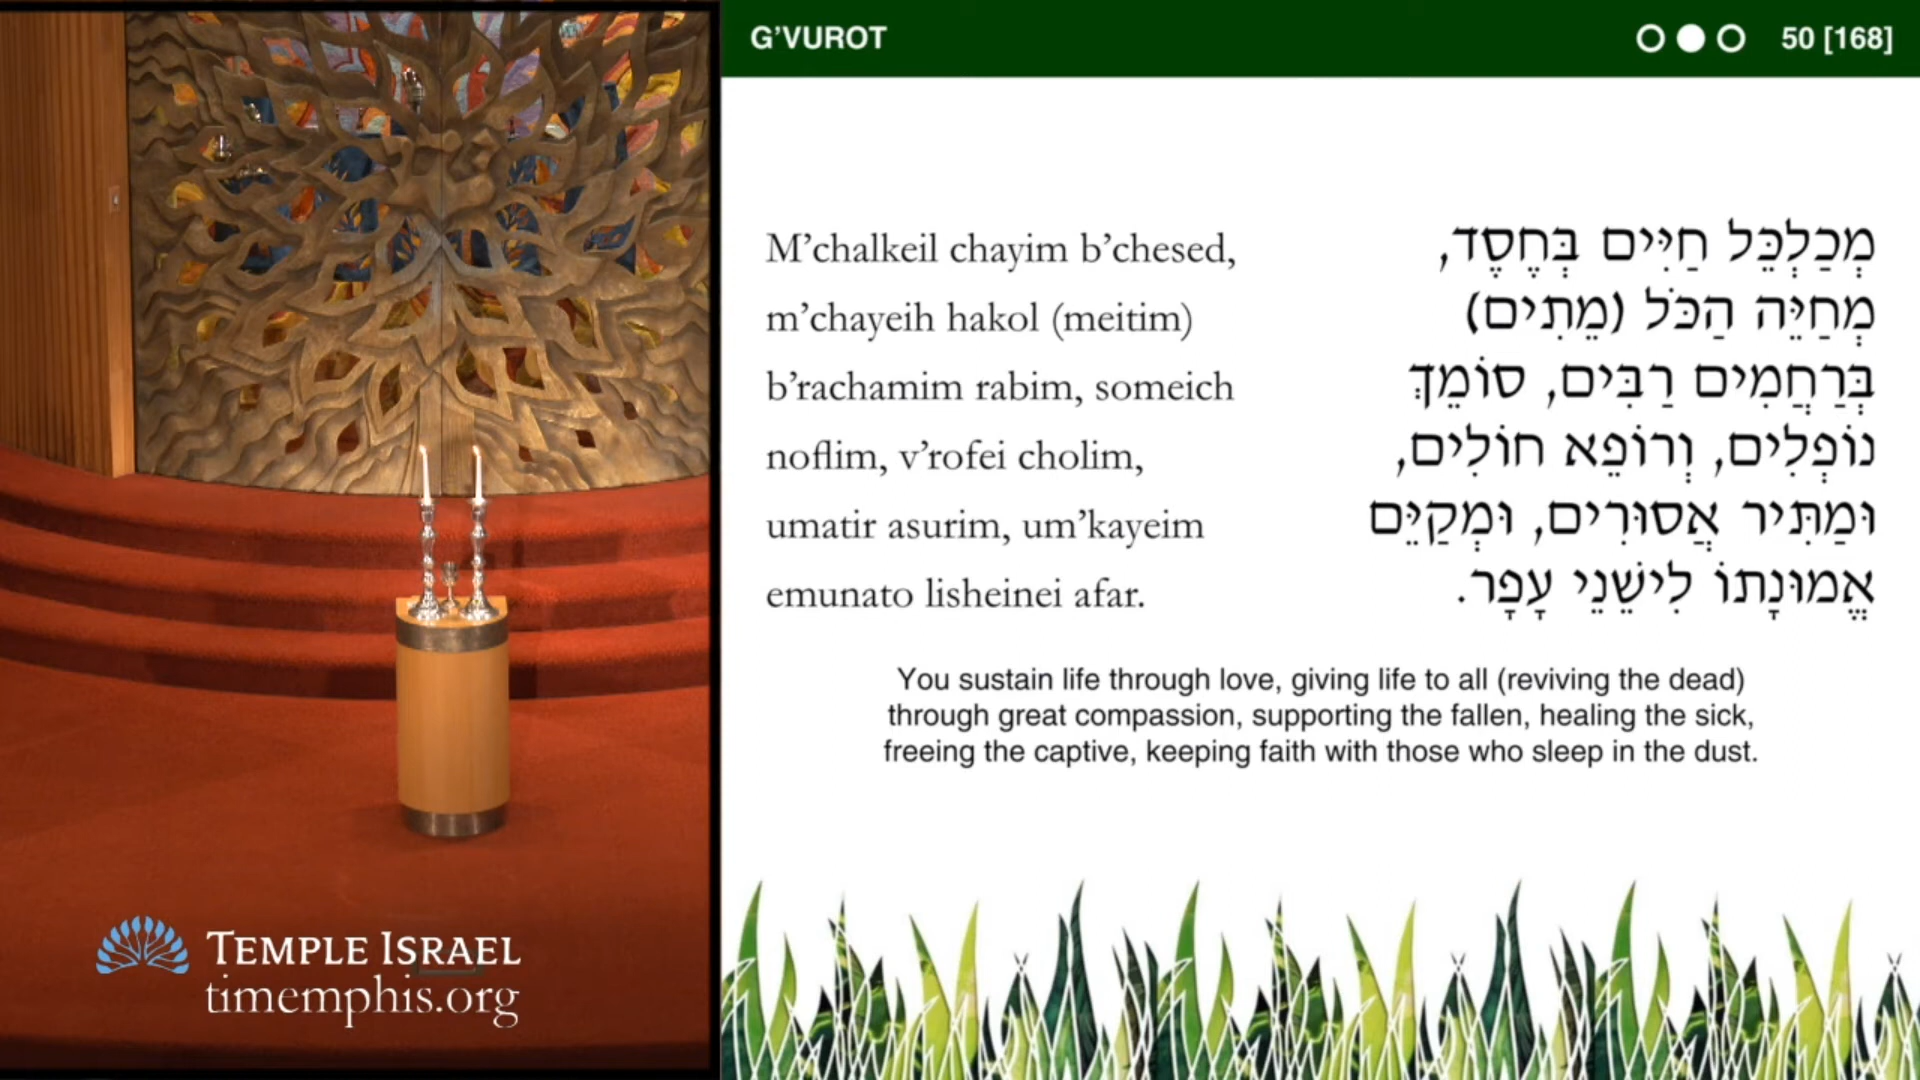 G’VUROT
50 [168]
M’chalkeil chayim b’chesed,
m’chayeih hakol (meitim)
b’rachamim rabim, someich
noflim, v’rofei cholim,
umatir asurim, um’kayeim
emunato lisheinei afar.
מְכַלְכֵּל חַיִּים בְּחֶסֶד,
מְחַיֵּה הַכֹּל (מֵתִים)
בְּרַחֲמִים רַבִּים, סוֹמֵךְ
נוֹפְלִים, וְרוֹפֵא חוֹלִים,
וּמַתִּיר אֲסוּרִים, וּמְקַיֵּם
אֱמוּנָתוֹ לִישֵׁנֵי עָפָר.
You sustain life through love, giving life to all (reviving the dead)
through great compassion, supporting the fallen, healing the sick,
freeing the captive, keeping faith with those who sleep in the dust.
TEMPLE ISRAEL
timemphis.org